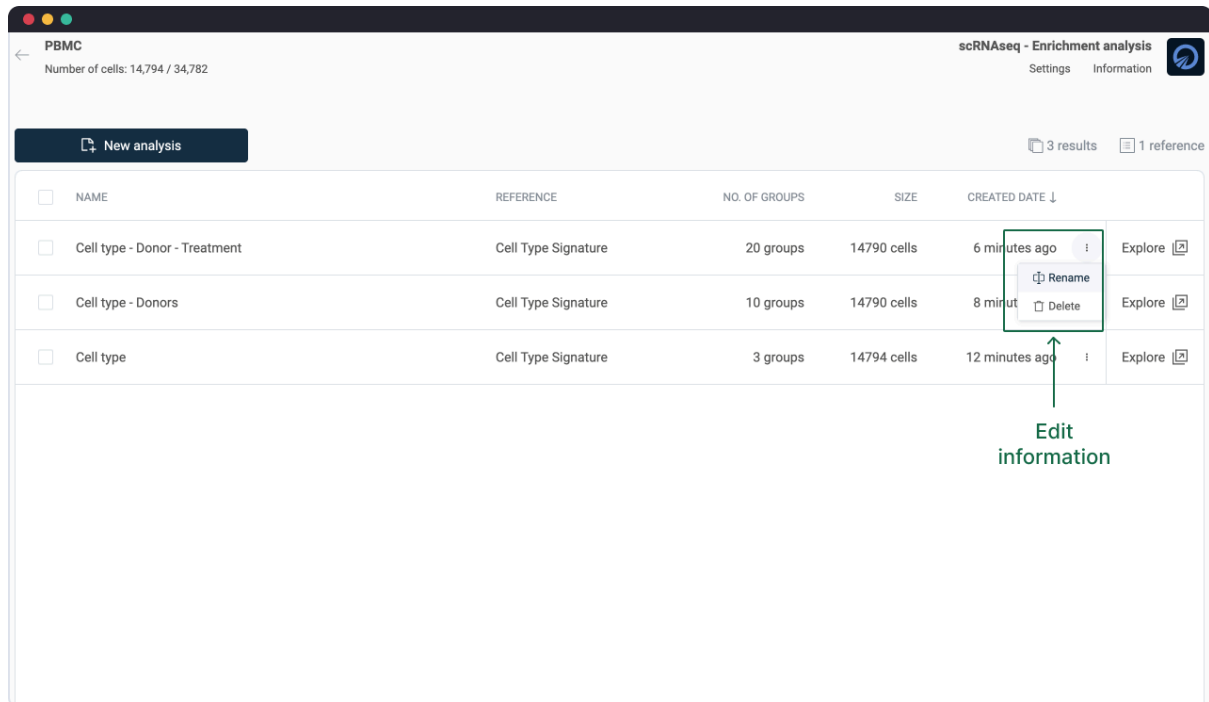 PBMC
scRNAseq - Enrichment analysis
Number of cells: 14,794 / 34,782
Settings Information
New analysis
3 results 1 reference
NAME REFERENCE NO. OF GROUPS SIZE CREATED DATE ↓
Cell type - Donor - Treatment Cell Type Signature 20 groups 14790 cells 6 minutes ago Explore
Rename
Cell type - Donors Cell Type Signature 10 groups 14790 cells 8 minut Explore
Delete
Cell type Cell Type Signature 3 groups 14794 cells 12 minutes ago Explore
Edit
information